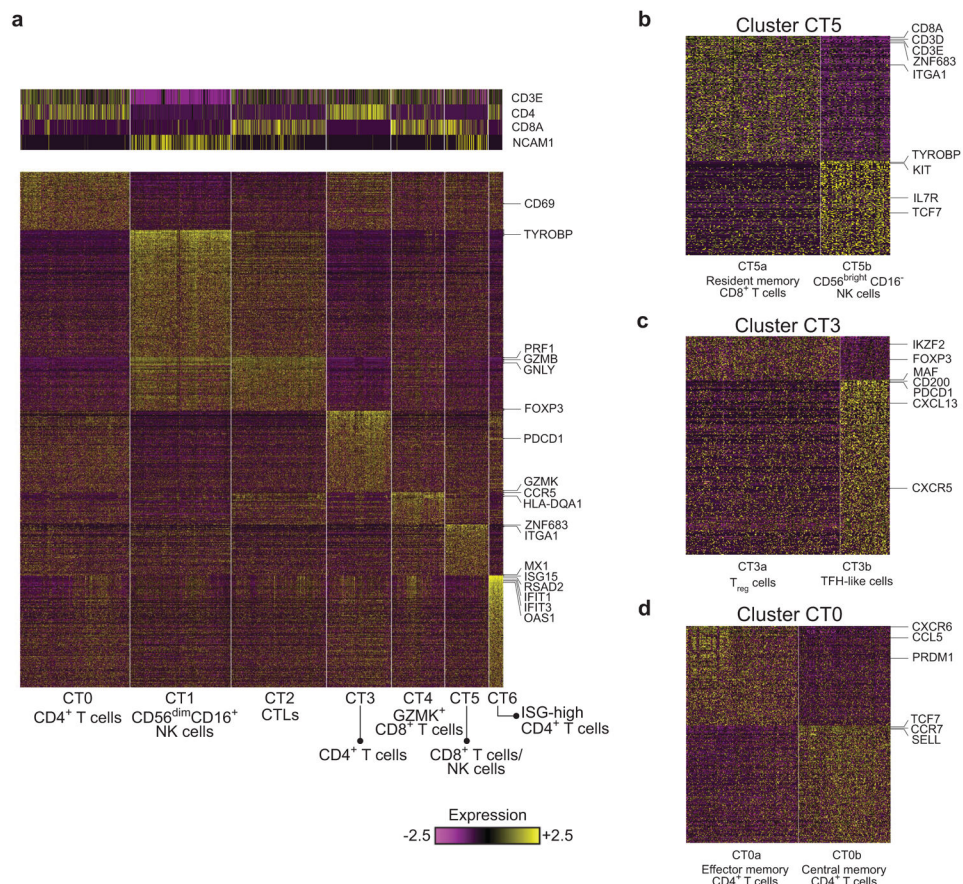 a
CD3E
CD4
CD8A
NCAM1
CD69
TYROBP
PRF1
GZMB
GNLY
FOXP3
PDCD1
GZMK
CCR5
HLA-DQA1
ZNF683
ITGA1
MX1
ISG15
RSAD2
IFIT1
IFIT3
OAS1
CT0 CT1 CT2 CT3 CT4 CT5 CT6
CD4⁺ T cells
CD56ᵈⁱᵐCD16⁺
NK cells
CTLs
CD4⁺ T cells
GZMK⁺
CD8⁺ T cells
CD8⁺ T cells/
NK cells
ISG-high
CD4⁺ T cells
Expression
-2.5 +2.5
b
Cluster CT5
CD8A
CD3D
CD3E
ZNF683
ITGA1
TYROBP
KIT
IL7R
TCF7
CT5a
Resident memory
CD8⁺ T cells
CT5b
CD56ᵇʳⁱᵍʰᵗ CD16⁻
NK cells
c
Cluster CT3
IKZF2
FOXP3
MAF
CD200
PDCD1
CXCL13
CXCR5
CT3a
T_reg cells
CT3b
TFH-like cells
d
Cluster CT0
CXCR6
CCL5
PRDM1
TCF7
CCR7
SELL
CT0a
Effector memory
CD4⁺ T cells
CT0b
Central memory
CD4⁺ T cells